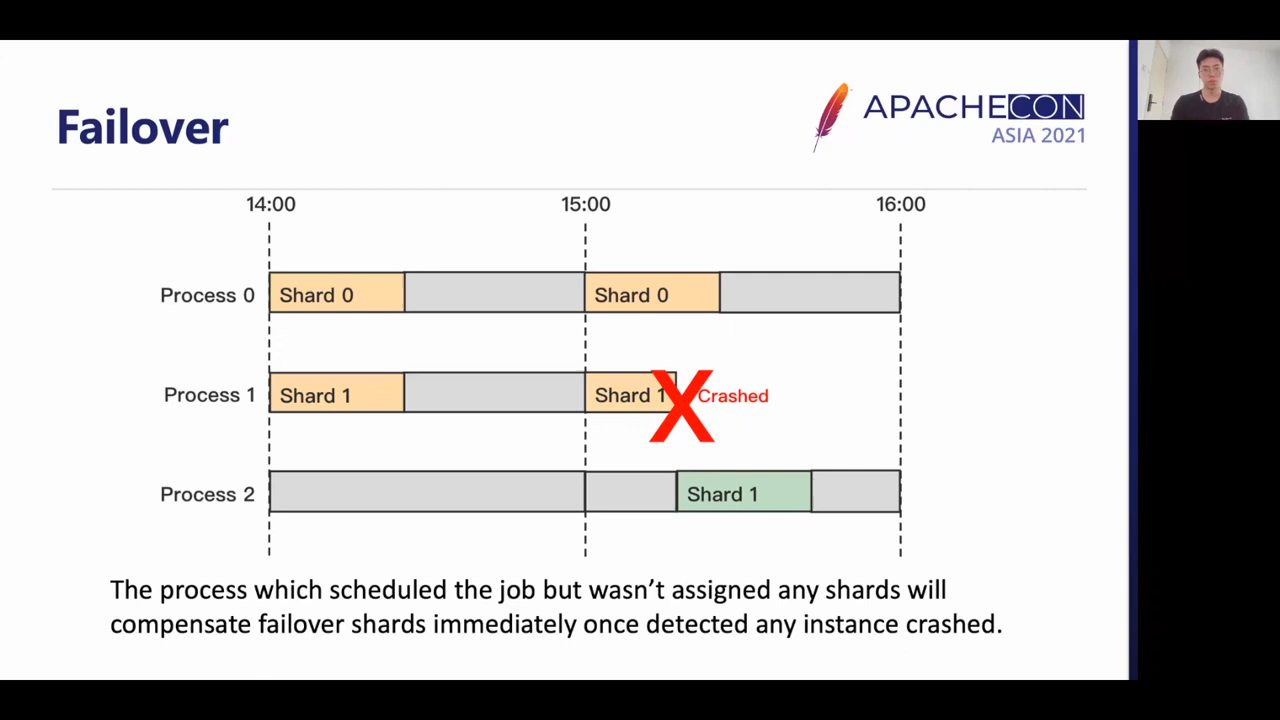 Failover
APACHECON
ASIA 2021
14:00 15:00 16:00
Process 0 Shard 0 Shard 0
Process 1 Shard 1 Shard 1 X Crashed
Process 2 Shard 1
The process which scheduled the job but wasn’t assigned any shards will
compensate failover shards immediately once detected any instance crashed.